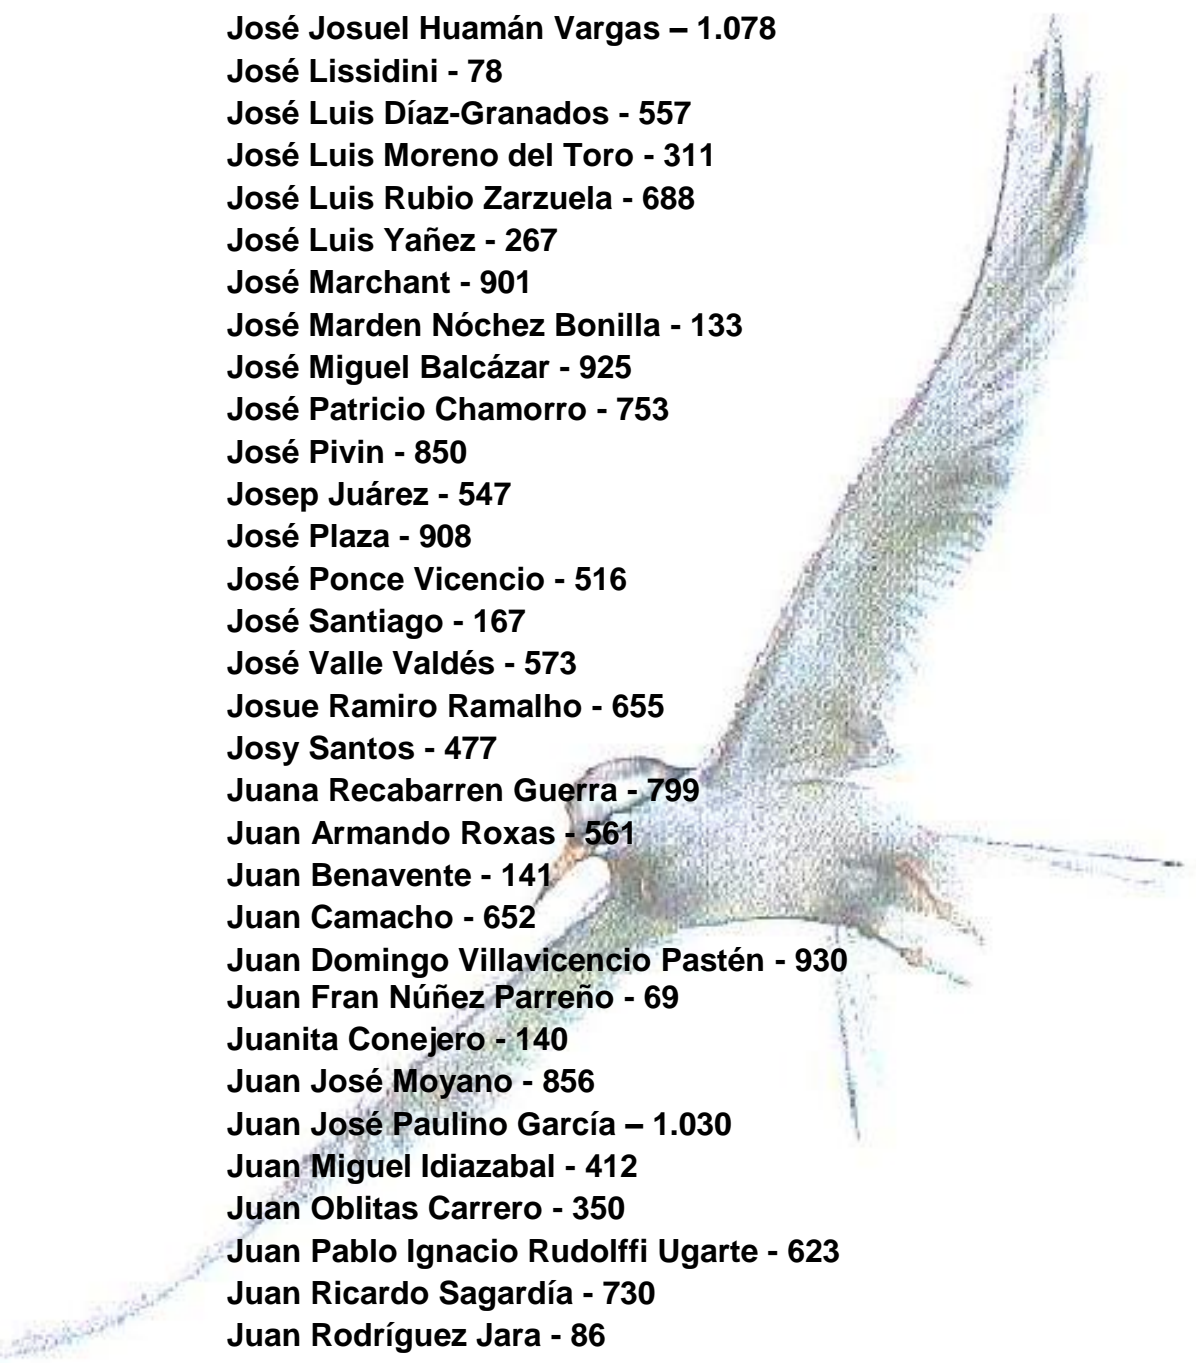 José Josuel Huamán Vargas – 1.078
José Lissidini - 78
José Luis Díaz-Granados - 557
José Luis Moreno del Toro - 311
José Luis Rubio Zarzuela - 688
José Luis Yañez - 267
José Marchant - 901
José Marden Nóchez Bonilla - 133
José Miguel Balcázar - 925
José Patricio Chamorro - 753
José Pivin - 850
Josep Juárez - 547
José Plaza - 908
José Ponce Vicencio - 516
José Santiago - 167
José Valle Valdés - 573
Josue Ramiro Ramalho - 655
Josy Santos - 477
Juana Recabarren Guerra - 799
Juan Armando Roxas - 561
Juan Benavente - 141
Juan Camacho - 652
Juan Domingo Villavicencio Pastén - 930
Juan Fran Núñez Parreño - 69
Juanita Conejero - 140
Juan José Moyano - 856
Juan José Paulino García – 1.030
Juan Miguel Idiazabal - 412
Juan Oblitas Carrero - 350
Juan Pablo Ignacio Rudolffi Ugarte - 623
Juan Ricardo Sagardía - 730
Juan Rodríguez Jara - 86